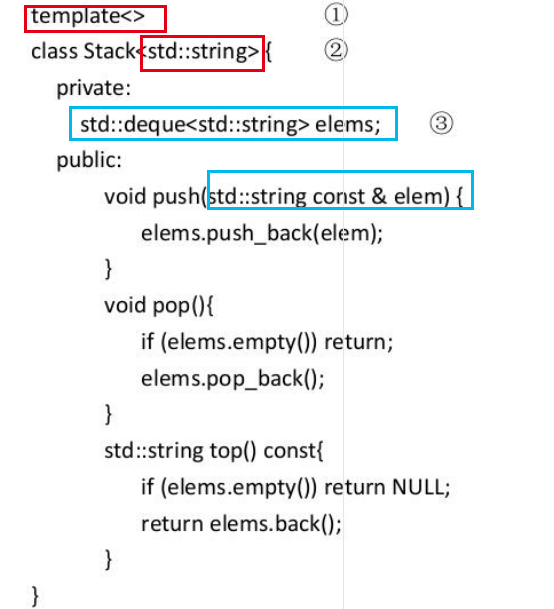 template<> ①
class Stack<std::string> { ②
private:
std::deque<std::string> elems; ③
public:
void push(std::string const & elem) {
elems.push_back(elem);
}
void pop(){
if (elems.empty()) return;
elems.pop_back();
}
std::string top() const{
if (elems.empty()) return NULL;
return elems.back();
}
}